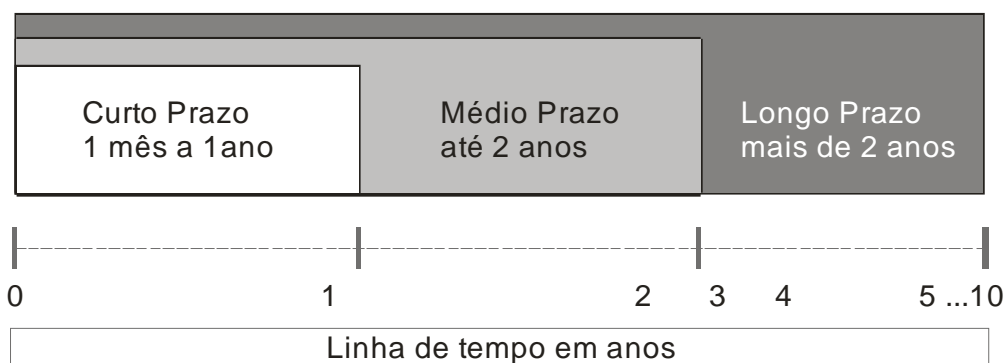 Curto Prazo
1 mês a 1ano
Médio Prazo
até 2 anos
Longo Prazo
mais de 2 anos
0 1 2 3 4 5 ...10
Linha de tempo em anos